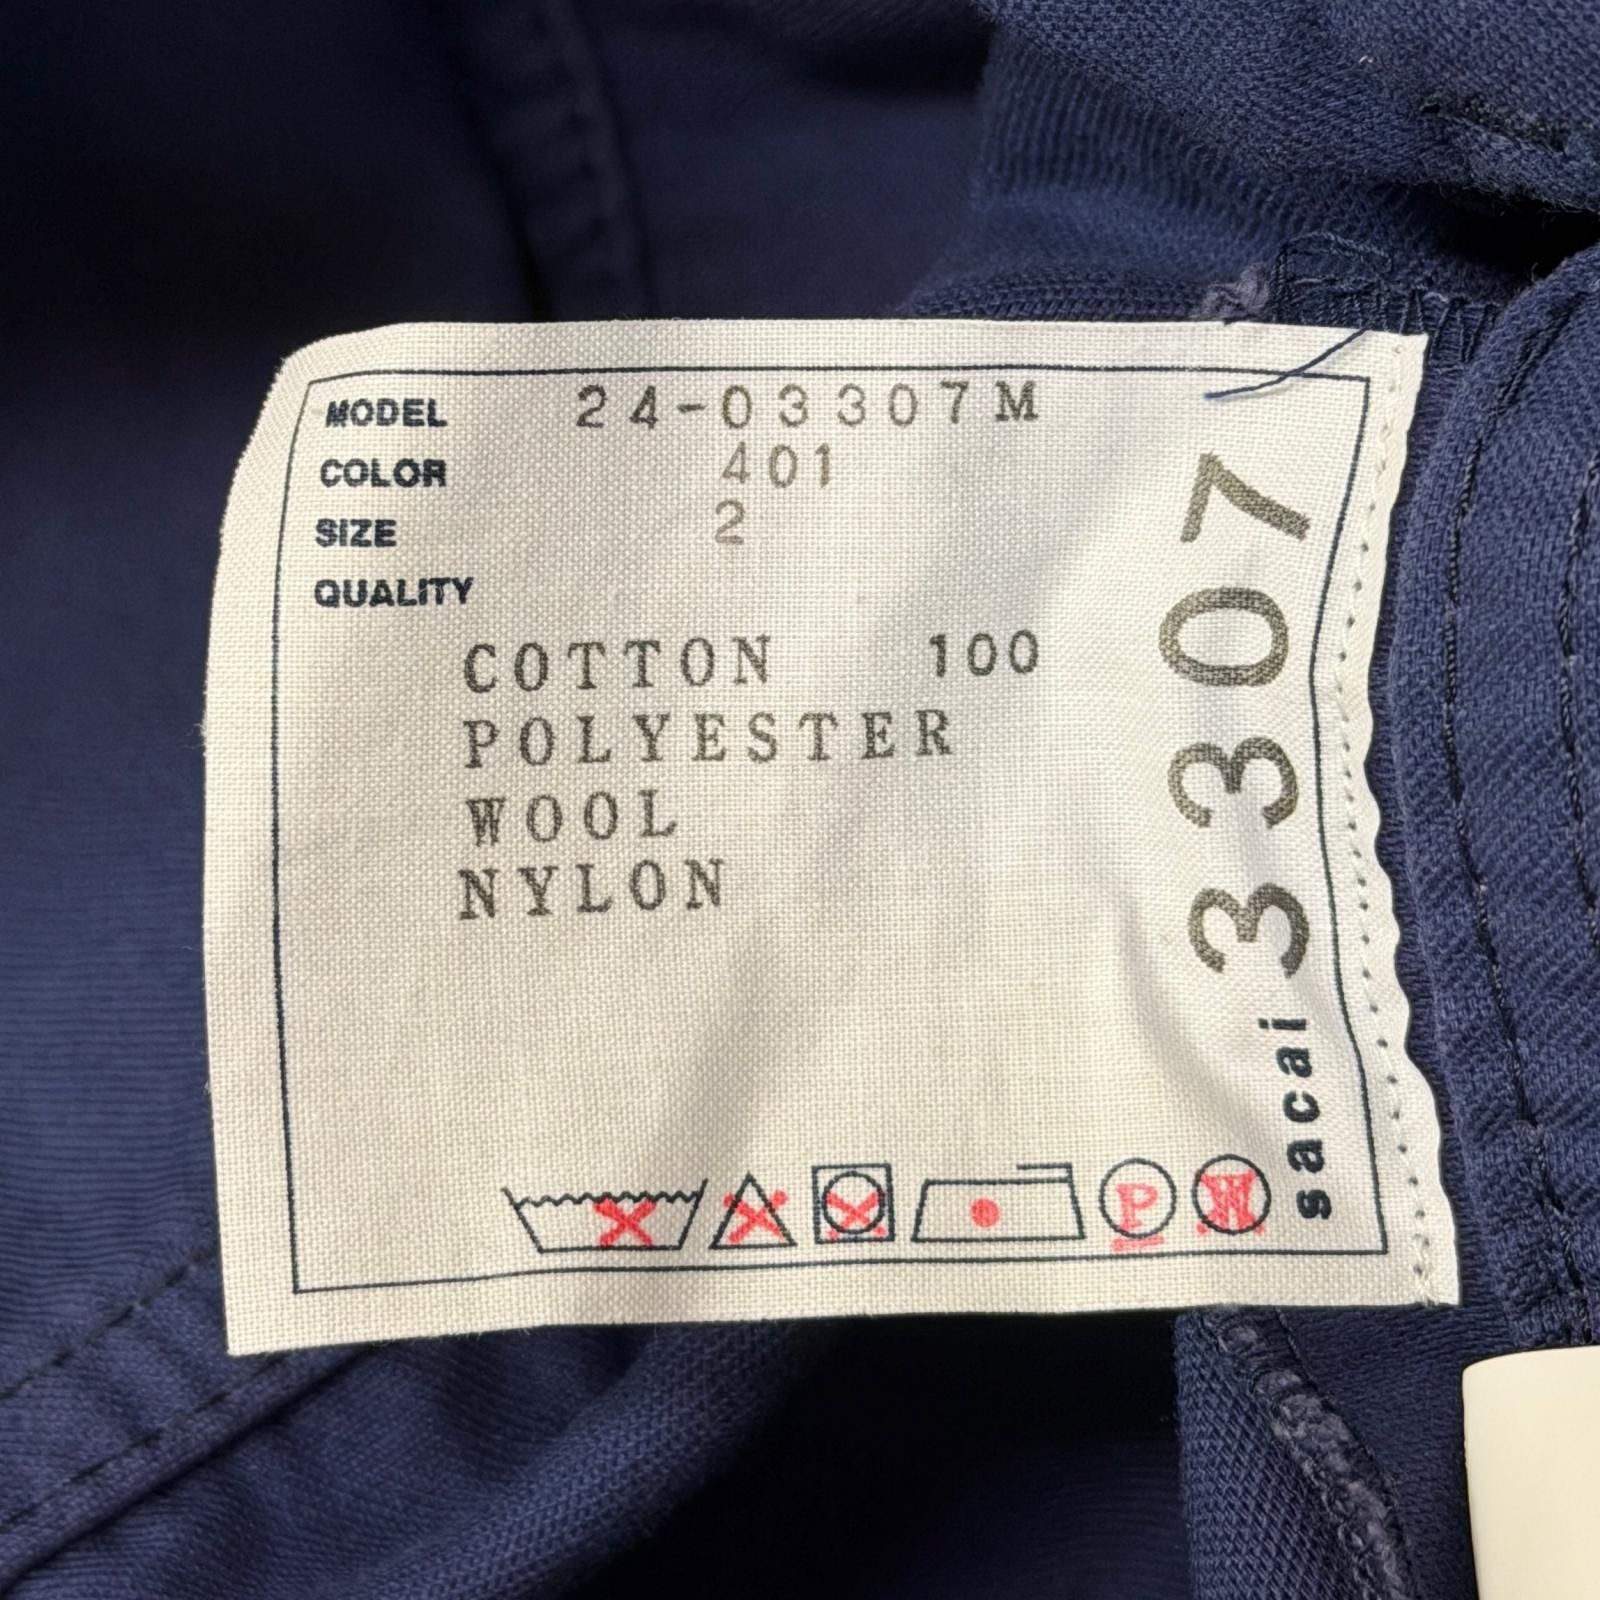 MODEL 24-03307M
COLOR 401
SIZE 2
QUALITY
COTTON 100
POLYESTER
WOOL
NYLON
sacai 3307
P W